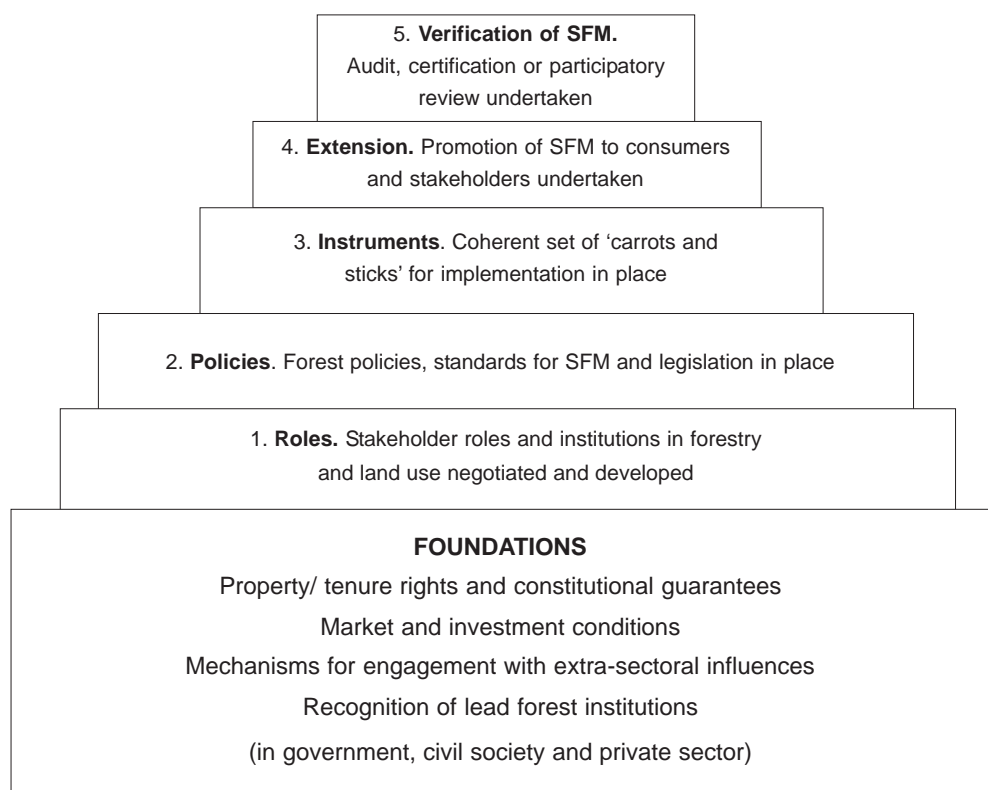 5. Verification of SFM.
Audit, certification or participatory
review undertaken
4. Extension. Promotion of SFM to consumers
and stakeholders undertaken
3. Instruments. Coherent set of ‘carrots and
sticks’ for implementation in place
2. Policies. Forest policies, standards for SFM and legislation in place
1. Roles. Stakeholder roles and institutions in forestry
and land use negotiated and developed
FOUNDATIONS
Property/ tenure rights and constitutional guarantees
Market and investment conditions
Mechanisms for engagement with extra-sectoral influences
Recognition of lead forest institutions
(in government, civil society and private sector)